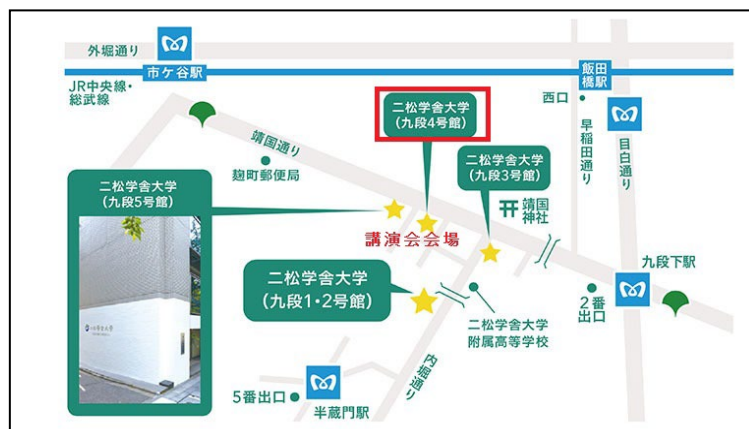 外堀通り
市ケ谷駅
JR中央線・
総武線
飯田
橋駅
西口
早稲田通り
目白通り
二松学舎大学
(九段4号館)
靖国通り
麹町郵便局
二松学舎大学
(九段3号館)
二松学舎大学
(九段5号館)
靖国
神社
講演会会場
九段下駅
二松学舎大学
(九段1・2号館)
2番
出口
二松学舎大学
附属高等学校
内堀通り
5番出口
半蔵門駅